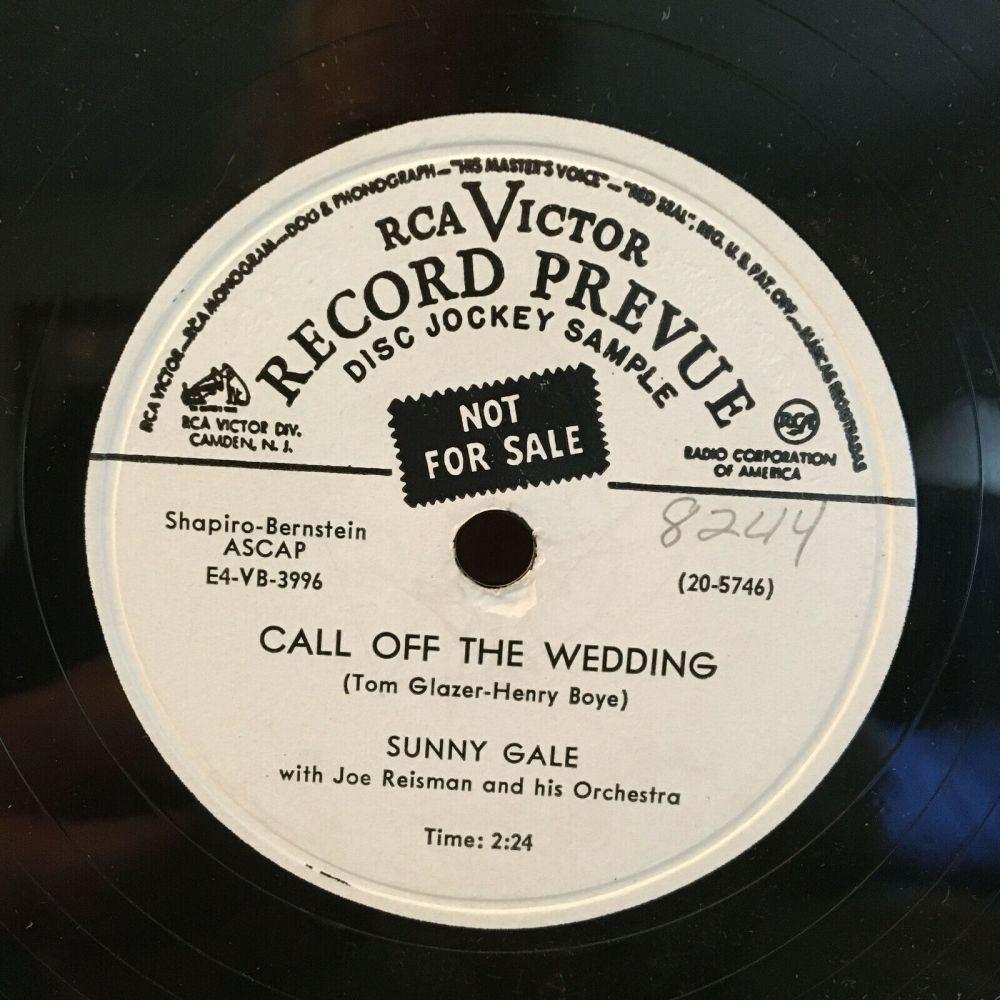 RCA VICTOR—RCA MONOGRAM—DOG & PHONOGRAPH—"HIS MASTER'S VOICE"—"RED SEAL", REG. U. S. PAT. OFF.—MARCAS REGISTRADAS
RCA VICTOR
RECORD PREVUE
DISC JOCKEY SAMPLE
NOT
FOR SALE
RCA VICTOR DIV.
CAMDEN, N. J.
RCA
RADIO CORPORATION
OF AMERICA
Shapiro-Bernstein
ASCAP
E4-VB-3996
8244
(20-5746)
CALL OFF THE WEDDING
(Tom Glazer-Henry Boye)
SUNNY GALE
with Joe Reisman and his Orchestra
Time: 2:24